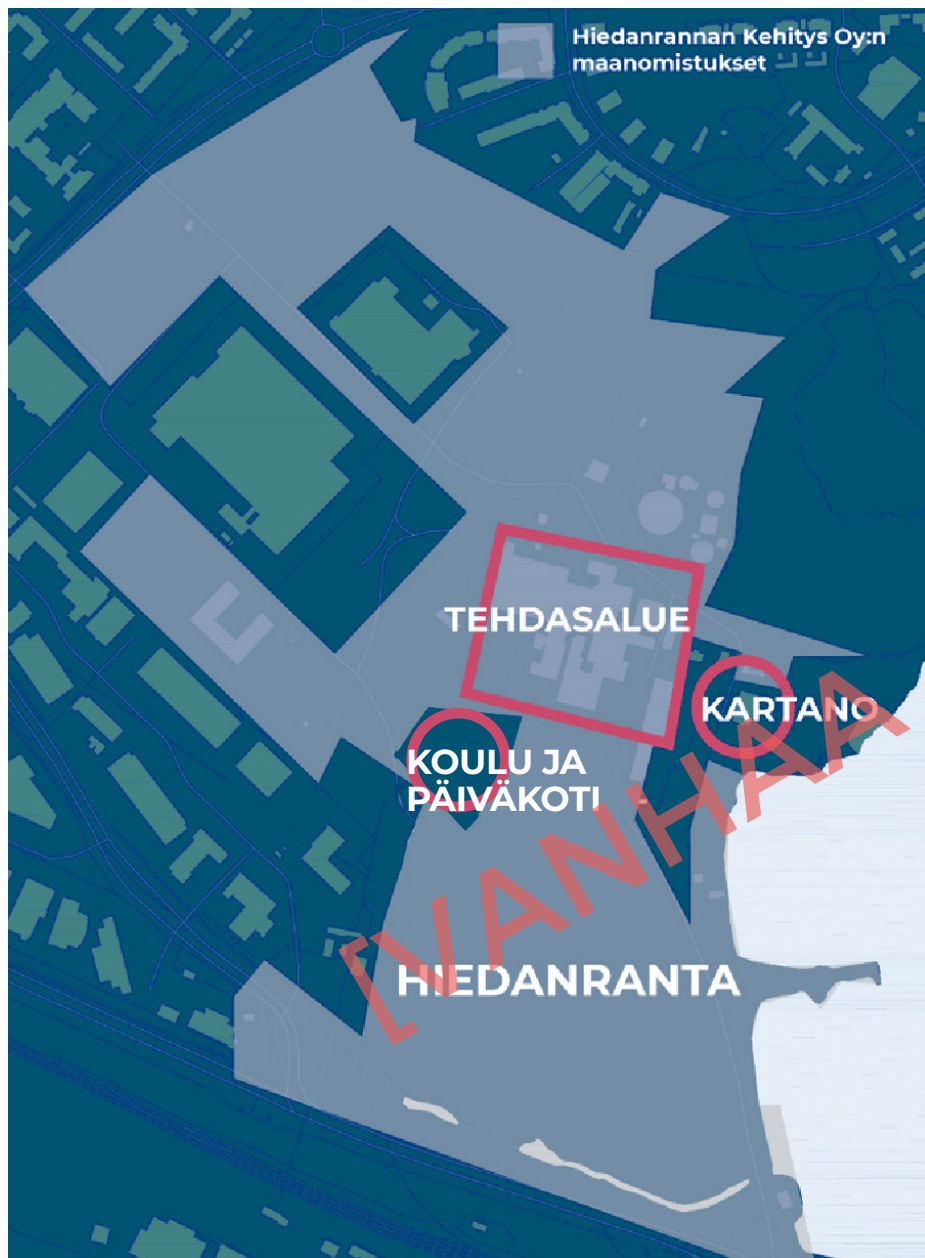 Hiedanrannan Kehitys Oy:n
maanomistukset
TEHDASALUE
KARTANO
KOULU JA
PÄIVÄKOTI
[VANHAA
HIEDANRANTA